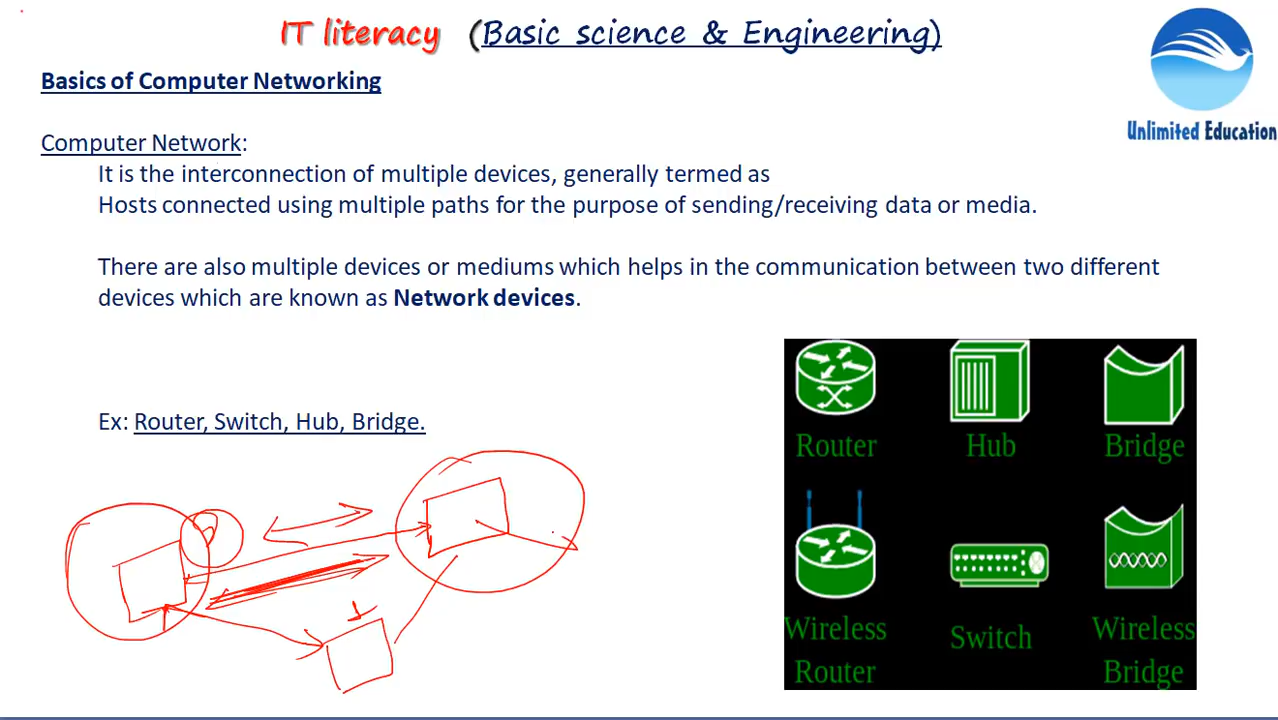 IT literacy (Basic science & Engineering)
Unlimited Education
Basics of Computer Networking
Computer Network:
It is the interconnection of multiple devices, generally termed as
Hosts connected using multiple paths for the purpose of sending/receiving data or media.
There are also multiple devices or mediums which helps in the communication between two different
devices which are known as Network devices.
Ex: Router, Switch, Hub, Bridge.
Router Hub Bridge
Wireless Router
Switch
Wireless Bridge